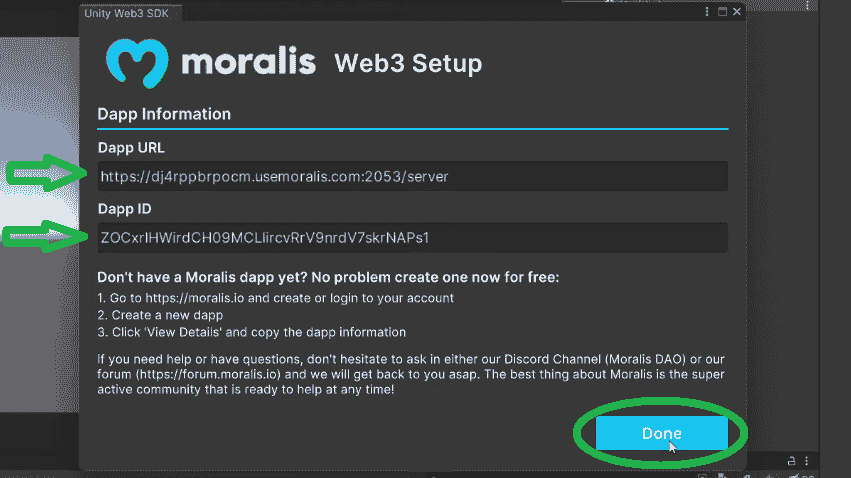 Unity Web3 SDK
moralis Web3 Setup
Dapp Information
Dapp URL
https://dj4rppbrpocm.usemoralis.com:2053/server
Dapp ID
ZOCxrIHWirdCH09MCLlircvRrV9nrdV7skrNAPs1
Don't have a Moralis dapp yet? No problem create one now for free:
1. Go to https://moralis.io and create or login to your account
2. Create a new dapp
3. Click 'View Details' and copy the dapp information
If you need help or have questions, don't hesitate to ask in either our Discord Channel (Moralis DAO) or our
forum (https://forum.moralis.io) and we will get back to you asap. The best thing about Moralis is the super
active community that is ready to help at any time!
Done